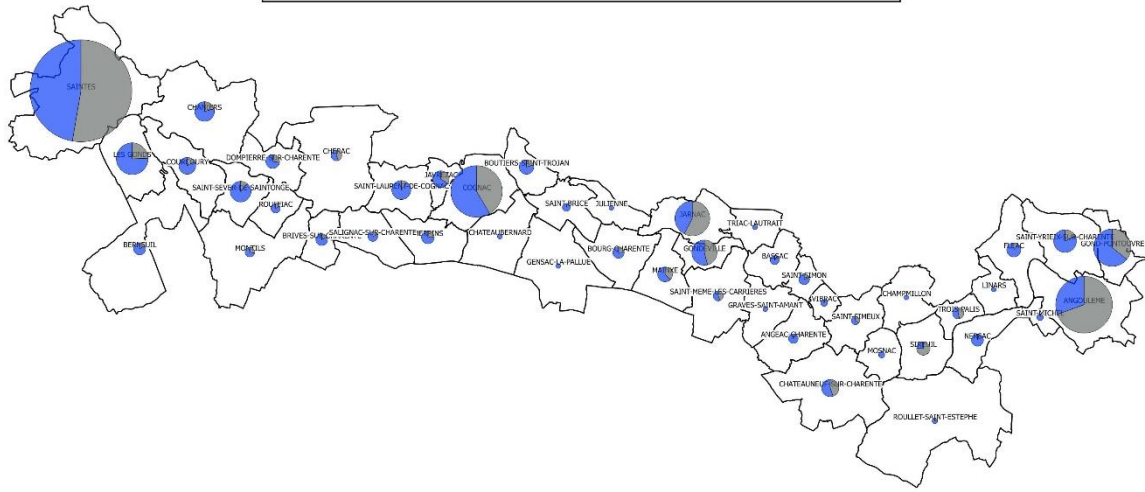 SAINTES
CHANIERS
LES GONDS
COURCOURY
DOMPIERRE-SUR-CHARENTE
CHERAC
SAINT-SEVER-DE-SAINTONGE
ROUFFIAC
BERNEUIL
MONTILS
SALIGNAC-SUR-CHARENTE
SAINT-LAURENT-DE-COGNAC
JAVREZAC
COGNAC
BOUTIERS-SAINT-TROJAN
CHATEAUBERNARD
SAINT-BRICE
JULIENNE
GENSAC-LA-PALLUE
BOURG-CHARENTE
JARNAC
TRIAC-LAUTRAIT
GONDEVILLE
MAINXE
BASSAC
SAINT-SIMON
SAINT-MEME-LES-CARRIERES
GRAVES-SAINT-AMANT
VIBRAC
CHAMPMILLON
SAINT-SIMEUX
ANGEAC-CHARENTE
MOSNAC
SIREUIL
TROIS-PALIS
NERSAC
LINARS
FLEAC
SAINT-YRIEIX-SUR-CHARENTE
GOND-PONTOUVRE
ANGOULEME
SAINT-MICHEL
CHATEAUNEUF-SUR-CHARENTE
ROULLET-SAINT-ESTEPHE